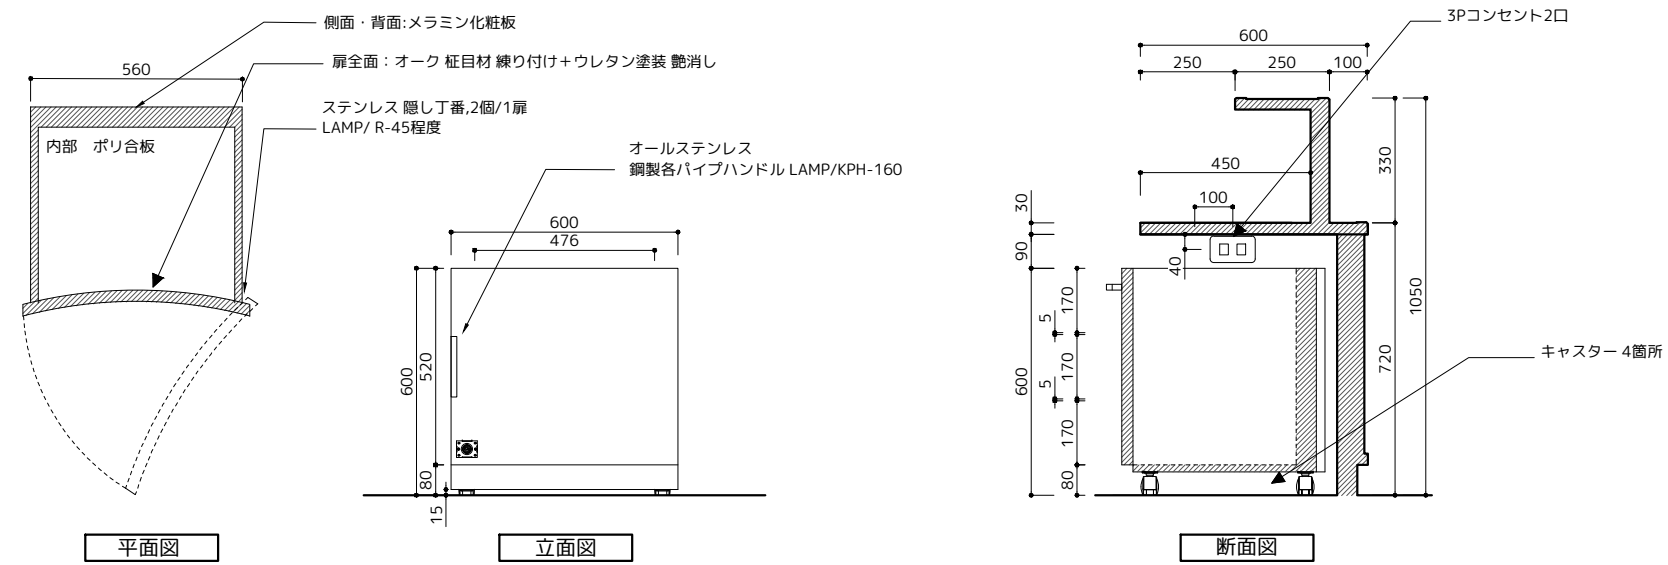 側面・背面:メラミン化粧板
扉全面：オーク 柾目材 練り付け＋ウレタン塗装 艶消し
560
ステンレス 隠し丁番,2個/1扉
LAMP/ R-45程度
内部　ポリ合板
平面図
オールステンレス
鋼製各パイプハンドル LAMP/KPH-160
600
476
600
520
80
15
立面図
3Pコンセント2口
600
250
250
100
450
100
30
90
40
330
1050
720
600
170
5
170
5
170
80
キャスター 4箇所
断面図